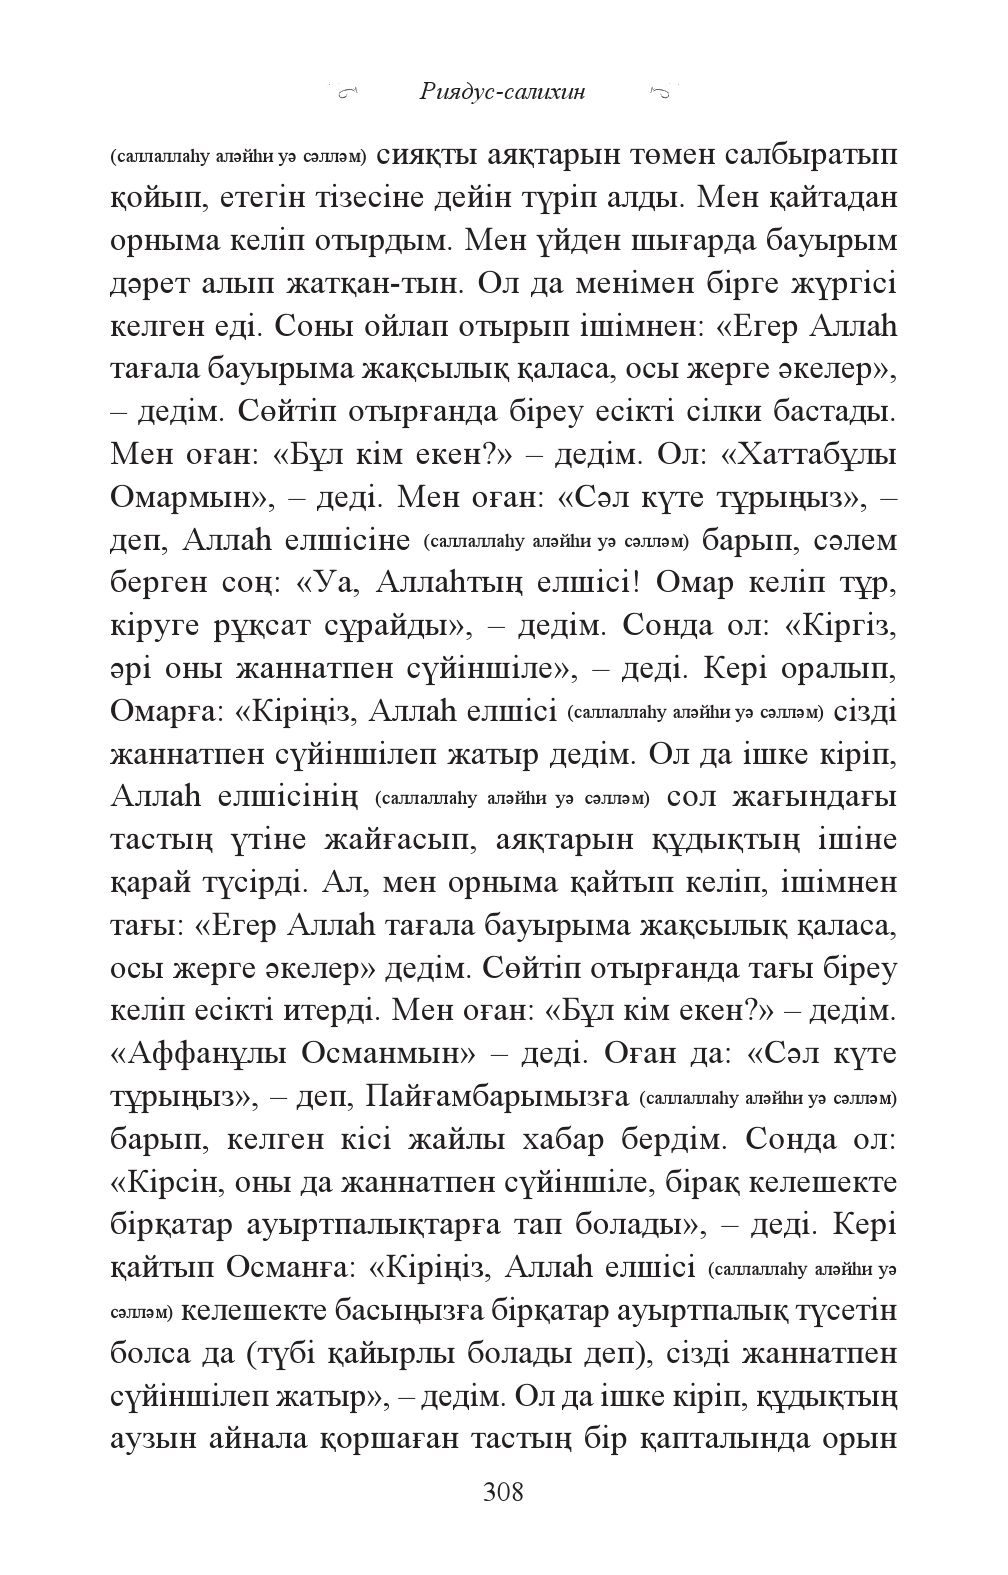 Риядус-салихин
(саллаллаһу аләйһи уә сәлләм) сияқты аяқтарын төмен салбыратып
қойып, етегін тізесіне дейін түріп алды. Мен қайтадан
орныма келіп отырдым. Мен үйден шығарда бауырым
дәрет алып жатқан-тын. Ол да менімен бірге жүргісі
келген еді. Соны ойлап отырып ішімнен: «Егер Аллаһ
тағала бауырыма жақсылық қаласа, осы жерге әкелер»,
– дедім. Сөйтіп отырғанда біреу есікті сілки бастады.
Мен оған: «Бұл кім екен?» – дедім. Ол: «Хаттабұлы
Омармын», – деді. Мен оған: «Сәл күте тұрыңыз», –
деп, Аллаһ елшісіне (саллаллаһу аләйһи уә сәлләм) барып, сәлем
берген соң: «Уа, Аллаһтың елшісі! Омар келіп тұр,
кіруге рұқсат сұрайды», – дедім. Сонда ол: «Кіргіз,
әрі оны жаннатпен сүйіншіле», – деді. Кері оралып,
Омарға: «Кіріңіз, Аллаһ елшісі (саллаллаһу аләйһи уә сәлләм) сізді
жаннатпен сүйіншілеп жатыр дедім. Ол да ішке кіріп,
Аллаһ елшісінің (саллаллаһу аләйһи уә сәлләм) сол жағындағы
тастың үтіне жайғасып, аяқтарын құдықтың ішіне
қарай түсірді. Ал, мен орныма қайтып келіп, ішімнен
тағы: «Егер Аллаһ тағала бауырыма жақсылық қаласа,
осы жерге әкелер» дедім. Сөйтіп отырғанда тағы біреу
келіп есікті итерді. Мен оған: «Бұл кім екен?» – дедім.
«Аффанұлы Османмын» – деді. Оған да: «Сәл күте
тұрыңыз», – деп, Пайғамбарымызға (саллаллаһу аләйһи уә сәлләм)
барып, келген кісі жайлы хабар бердім. Сонда ол:
«Кірсін, оны да жаннатпен сүйіншіле, бірақ келешекте
бірқатар ауыртпалықтарға тап болады», – деді. Кері
қайтып Османға: «Кіріңіз, Аллаһ елшісі (саллаллаһу аләйһи уә
сәлләм) келешекте басыңызға бірқатар ауыртпалық түсетін
болса да (түбі қайырлы болады деп), сізді жаннатпен
сүйіншілеп жатыр», – дедім. Ол да ішке кіріп, құдықтың
аузын айнала қоршаған тастың бір қапталында орын
308